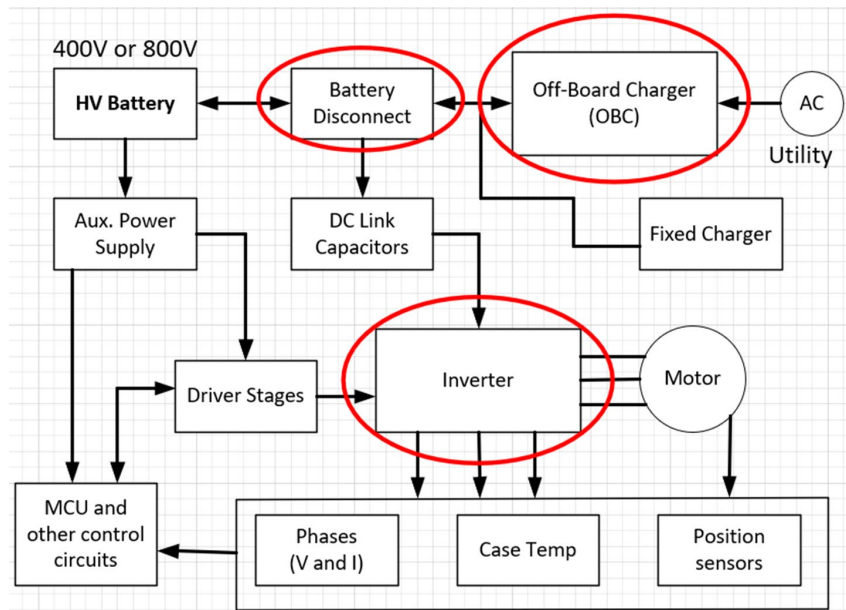 400V or 800V
HV Battery
Battery
Disconnect
Off-Board Charger
(OBC)
AC
Utility
Aux. Power
Supply
DC Link
Capacitors
Fixed Charger
Driver Stages
Inverter
Motor
MCU and
other control
circuits
Phases
(V and I)
Case Temp
Position
sensors